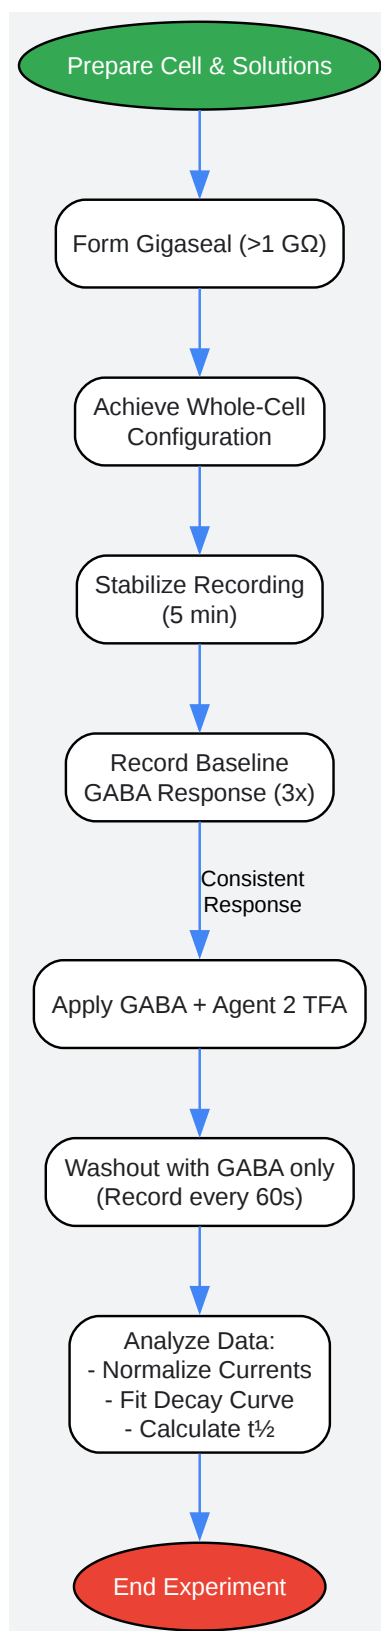 Prepare Cell & Solutions
Form Gigaseal (>1 GΩ)
Achieve Whole-Cell
Configuration
Stabilize Recording
(5 min)
Record Baseline
GABA Response (3x)
Consistent
Response
Apply GABA + Agent 2 TFA
Washout with GABA only
(Record every 60s)
Analyze Data:
- Normalize Currents
- Fit Decay Curve
- Calculate t½
End Experiment